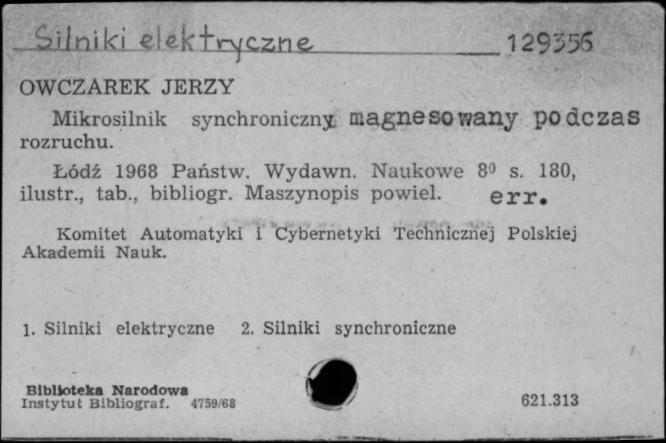 Silniki elektryczne 129356
OWCZAREK JERZY
Mikrosilnik synchroniczny magnesowany podczas
rozruchu.
Łódź 1968 Państw. Wydawn. Naukowe 8⁰ s. 180,
ilustr., tab., bibliogr. Maszynopis powiel. err.
Komitet Automatyki i Cybernetyki Technicznej Polskiej
Akademii Nauk.
1. Silniki elektryczne 2. Silniki synchroniczne
Biblioteka Narodowa
Instytut Bibliograf. 4759/68 621.313